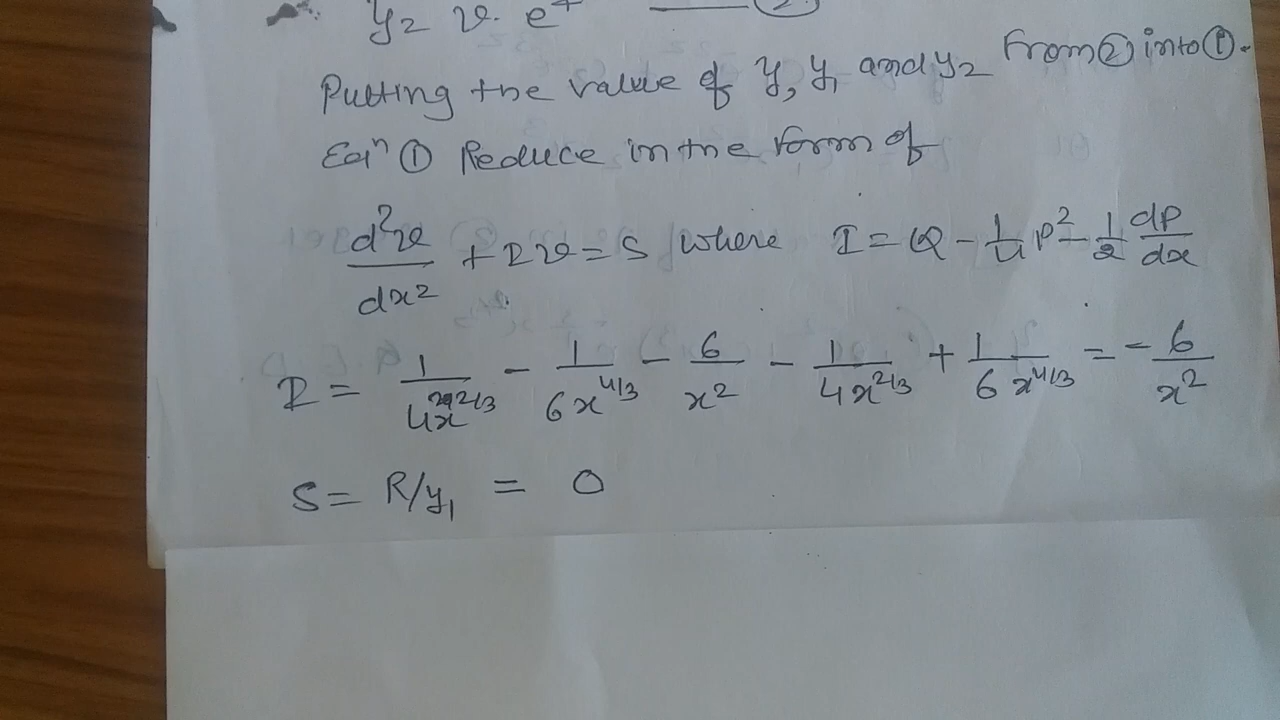 y = v. e ——— ②
Putting the value of y, y₁ and y₂ from ② into ①.
Eqⁿ ① Reduce in the form of
d²v/dx² + Iv = S where I = Q - 1/4 P² - 1/2 dP/dx
I = 1/4x^2/3 - 1/6x^4/3 - 6/x² - 1/4x^2/3 + 1/6x^4/3 = - 6/x²
S = R/y₁ = 0